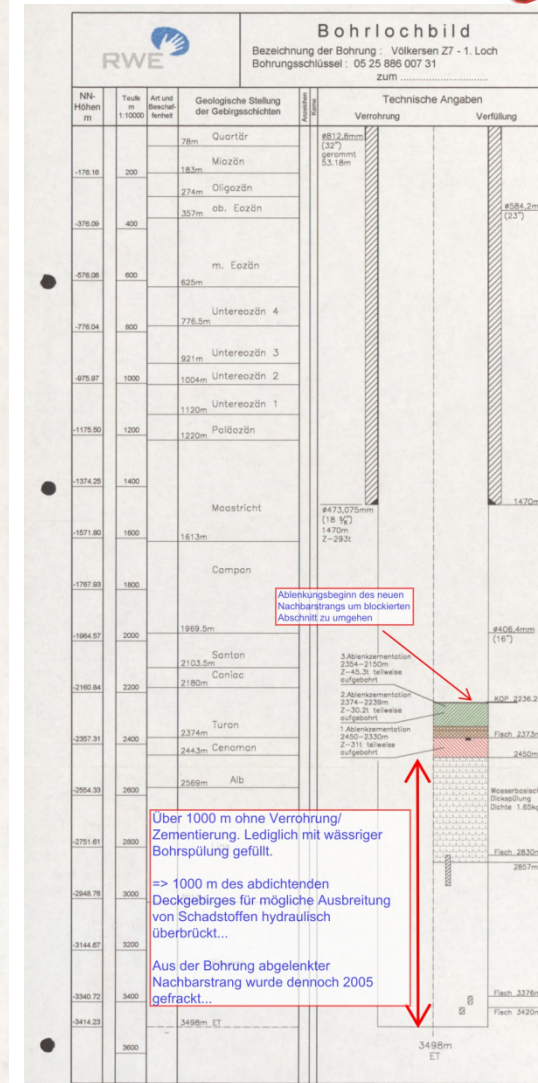 RWE
Bohrlochbild
Bezeichnung der Bohrung : Völkersen Z7 - 1. Loch
Bohrungsschlüssel : 05 25 886 007 31
zum ..............................
NN-
Höhen
m
Teufe
m
1:10000
Art und
Beschaf-
fenheit
Geologische Stellung
der Gebirgsschichten
Anzeichen
Kerne
Technische Angaben
Verrohrung
Verfüllung
78m Quartär
#812,8mm
(32")
gerammt
53.18m
-176.16 200 183m Miozän
274m Oligozän
357m ob. Eozän
#584,2m
(23")
-376.09 400
-576.08 600 625m m. Eozän
776.5m Untereozän 4
-776.04 800
921m Untereozän 3
-975.97 1000 1004m Untereozän 2
1120m Untereozän 1
-1175.50 1200 1220m Paläozän
-1374.25 1400
1470m
Maastricht
#473,075mm
(18 ⅝")
1470m
Z-293t
-1571.80 1600 1613m
Campan
-1767.93 1800
Ablenkungsbeginn des neuen
Nachbarstrangs um blockierten
Abschnitt zu umgehen
-1964.57 2000 1969.5m
#406,4mm
(16")
Santon
2103.5m
Coniac
2180m
3.Ablenkzementation
2354-2150m
Z-45.3t teilweise
aufgebohrt
-2160.84 2200
KOP 2236.2
2.Ablenkzementation
2374-2239m
Z-30.2t teilweise
aufgebohrt
Turon
2374m
Fisch 2373m
-2357.31 2400
1.Ablenkzementation
2450-2330m
Z-31t teilweise
aufgebohrt
2443m Cenoman
2450m
-2554.33 2600 2569m Alb
Wasserbasisch
Dickspülung
Dichte 1.65kg
Über 1000 m ohne Verrohrung/
Zementierung. Lediglich mit wässriger
Bohrspülung gefüllt.
=> 1000 m des abdichtenden
Deckgebirges für mögliche Ausbreitung
von Schadstoffen hydraulisch
überbrückt...
Aus der Bohrung abgelenkter
Nachbarstrang wurde dennoch 2005
gefrackt...
-2751.61 2800
Fisch 2830m
2857m
-2948.76 3000
-3144.67 3200
-3340.72 3400
Fisch 3376m
Fisch 3420m
-3414.23
3498m ET
3498m
ET
3600